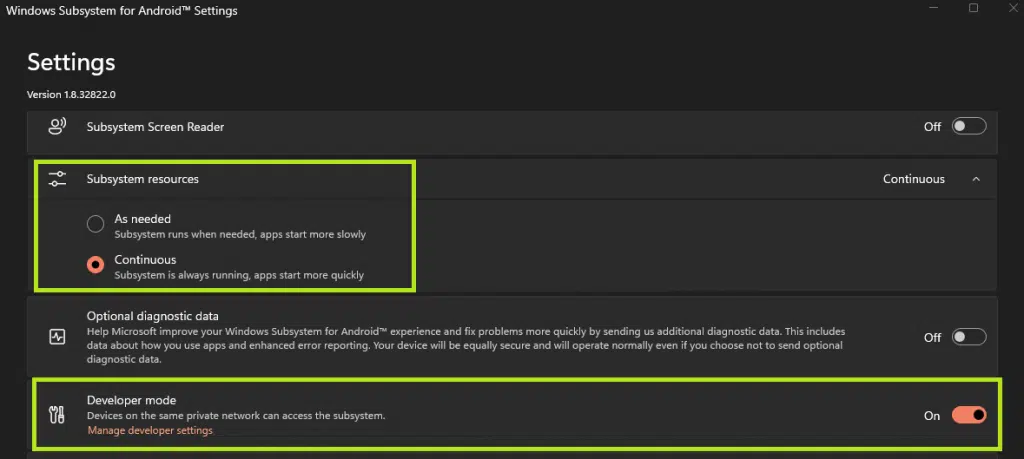 Windows Subsystem for Android™ Settings
Settings
Version 1.8.32822.0
Subsystem Screen Reader
Off
Subsystem resources
Continuous
As needed
Subsystem runs when needed, apps start more slowly
Continuous
Subsystem is always running, apps start more quickly
Optional diagnostic data
Help Microsoft improve your Windows Subsystem for Android™ experience and fix problems more quickly by sending us additional diagnostic data. This includes
data about how you use apps and enhanced error reporting. Your device will be equally secure and will operate normally even if you choose not to send optional
diagnostic data.
Off
Developer mode
Devices on the same private network can access the subsystem.
Manage developer settings
On